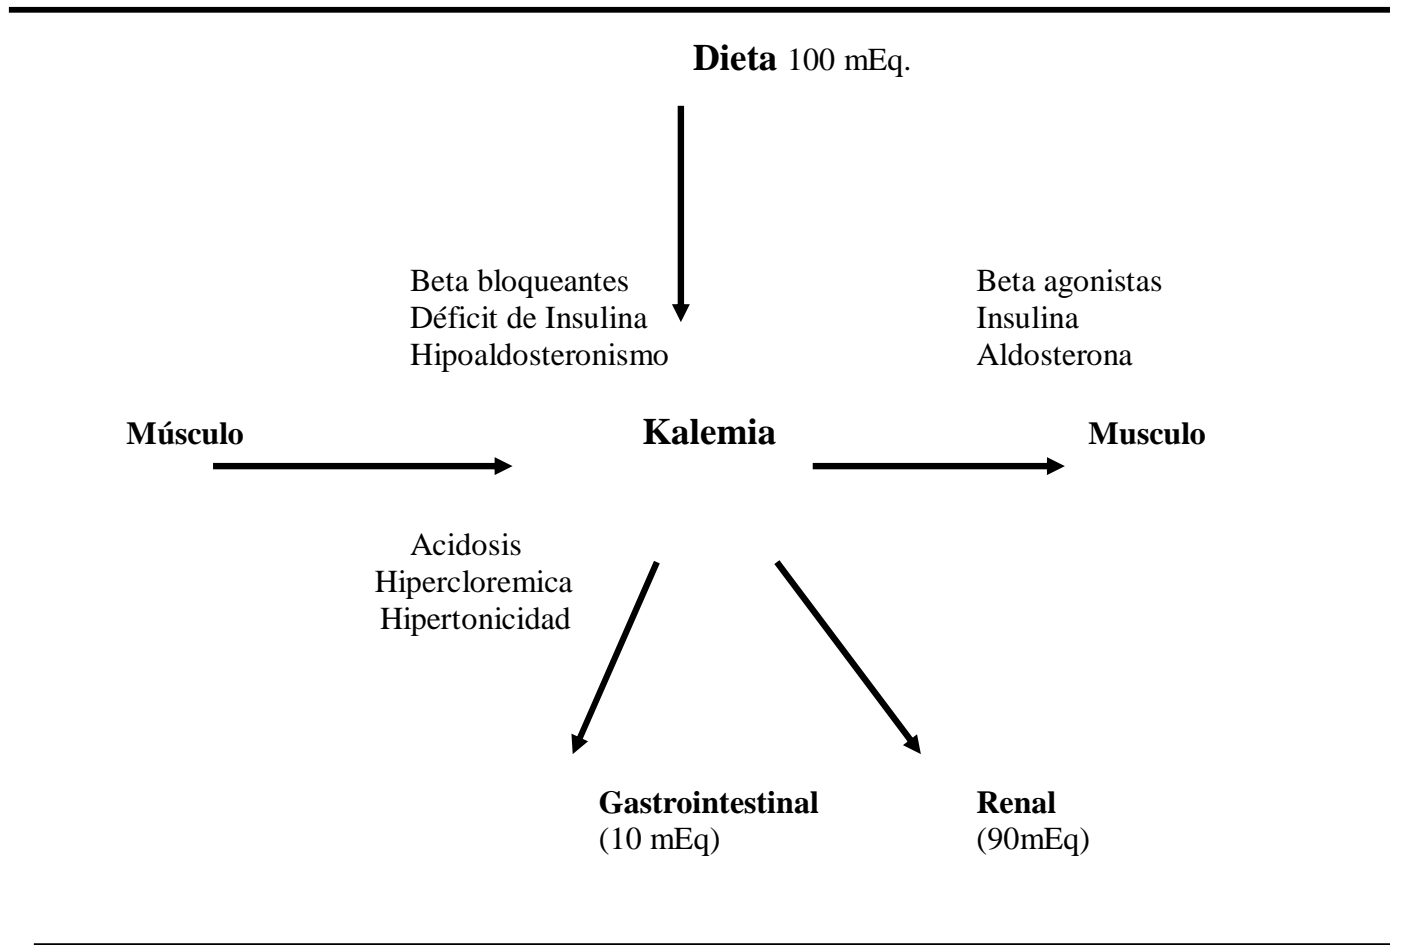 Dieta 100 mEq.
Beta bloqueantes
Déficit de Insulina
Hipoaldosteronismo
Beta agonistas
Insulina
Aldosterona
Músculo
Kalemia
Musculo
Acidosis
Hipercloremica
Hipertonicidad
Gastrointestinal
(10 mEq)
Renal
(90mEq)